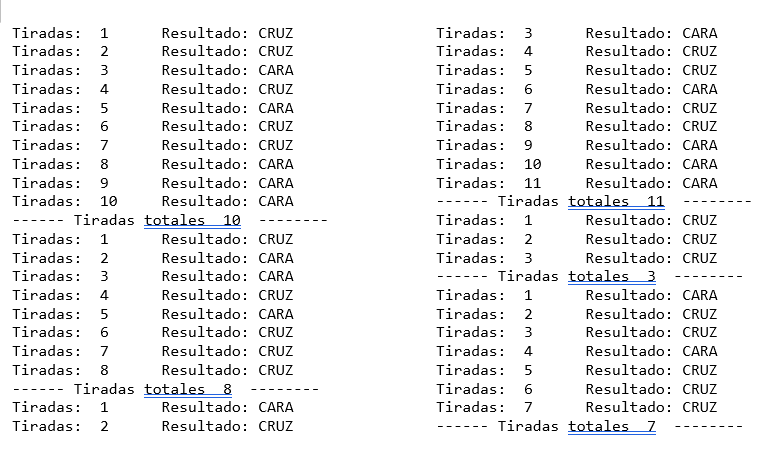 Tiradas:  1      Resultado: CRUZ
Tiradas:  2      Resultado: CRUZ
Tiradas:  3      Resultado: CARA
Tiradas:  4      Resultado: CRUZ
Tiradas:  5      Resultado: CARA
Tiradas:  6      Resultado: CRUZ
Tiradas:  7      Resultado: CRUZ
Tiradas:  8      Resultado: CARA
Tiradas:  9      Resultado: CARA
Tiradas:  10     Resultado: CARA
------ Tiradas totales  10  --------
Tiradas:  1      Resultado: CRUZ
Tiradas:  2      Resultado: CARA
Tiradas:  3      Resultado: CARA
Tiradas:  4      Resultado: CRUZ
Tiradas:  5      Resultado: CARA
Tiradas:  6      Resultado: CRUZ
Tiradas:  7      Resultado: CRUZ
Tiradas:  8      Resultado: CRUZ
------ Tiradas totales  8  --------
Tiradas:  1      Resultado: CARA
Tiradas:  2      Resultado: CRUZ
Tiradas:  3      Resultado: CARA
Tiradas:  4      Resultado: CRUZ
Tiradas:  5      Resultado: CRUZ
Tiradas:  6      Resultado: CARA
Tiradas:  7      Resultado: CRUZ
Tiradas:  8      Resultado: CRUZ
Tiradas:  9      Resultado: CARA
Tiradas:  10     Resultado: CARA
Tiradas:  11     Resultado: CARA
------ Tiradas totales  11  --------
Tiradas:  1      Resultado: CRUZ
Tiradas:  2      Resultado: CRUZ
Tiradas:  3      Resultado: CRUZ
------ Tiradas totales  3  --------
Tiradas:  1      Resultado: CARA
Tiradas:  2      Resultado: CRUZ
Tiradas:  3      Resultado: CRUZ
Tiradas:  4      Resultado: CARA
Tiradas:  5      Resultado: CRUZ
Tiradas:  6      Resultado: CRUZ
Tiradas:  7      Resultado: CRUZ
------ Tiradas totales  7  --------